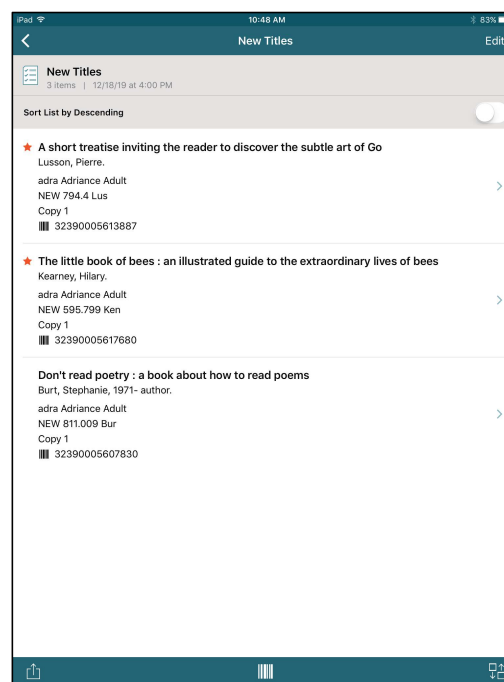 iPad 10:48 AM 83%
New Titles Edit
New Titles
3 items | 12/18/19 at 4:00 PM
Sort List by Descending
A short treatise inviting the reader to discover the subtle art of Go
Lusson, Pierre.
adra Adriance Adult
NEW 794.4 Lus
Copy 1
32390005613887
The little book of bees : an illustrated guide to the extraordinary lives of bees
Kearney, Hilary.
adra Adriance Adult
NEW 595.799 Ken
Copy 1
32390005617680
Don't read poetry : a book about how to read poems
Burt, Stephanie, 1971- author.
adra Adriance Adult
NEW 811.009 Bur
Copy 1
32390005607830